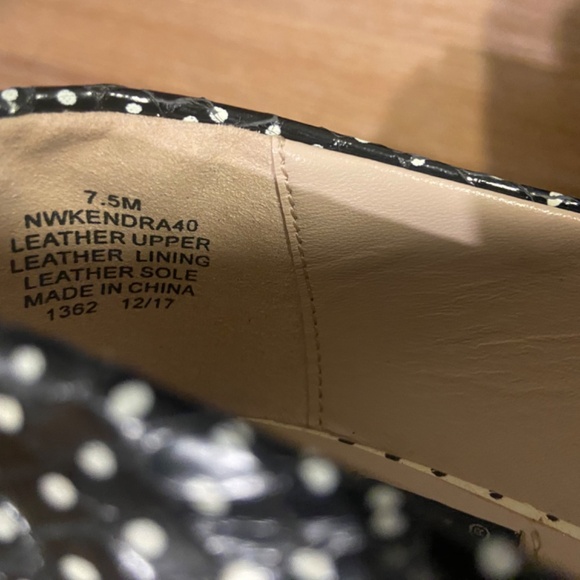 7.5M
NWKENDRA40
LEATHER UPPER
LEATHER LINING
LEATHER SOLE
MADE IN CHINA
1362 12/17
®